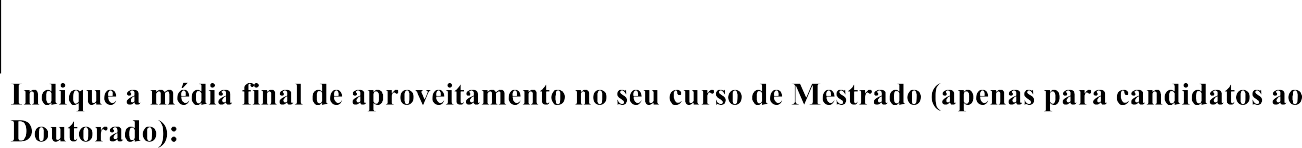 Indique a média final de aproveitamento no seu curso de Mestrado (apenas para candidatos ao
Doutorado):